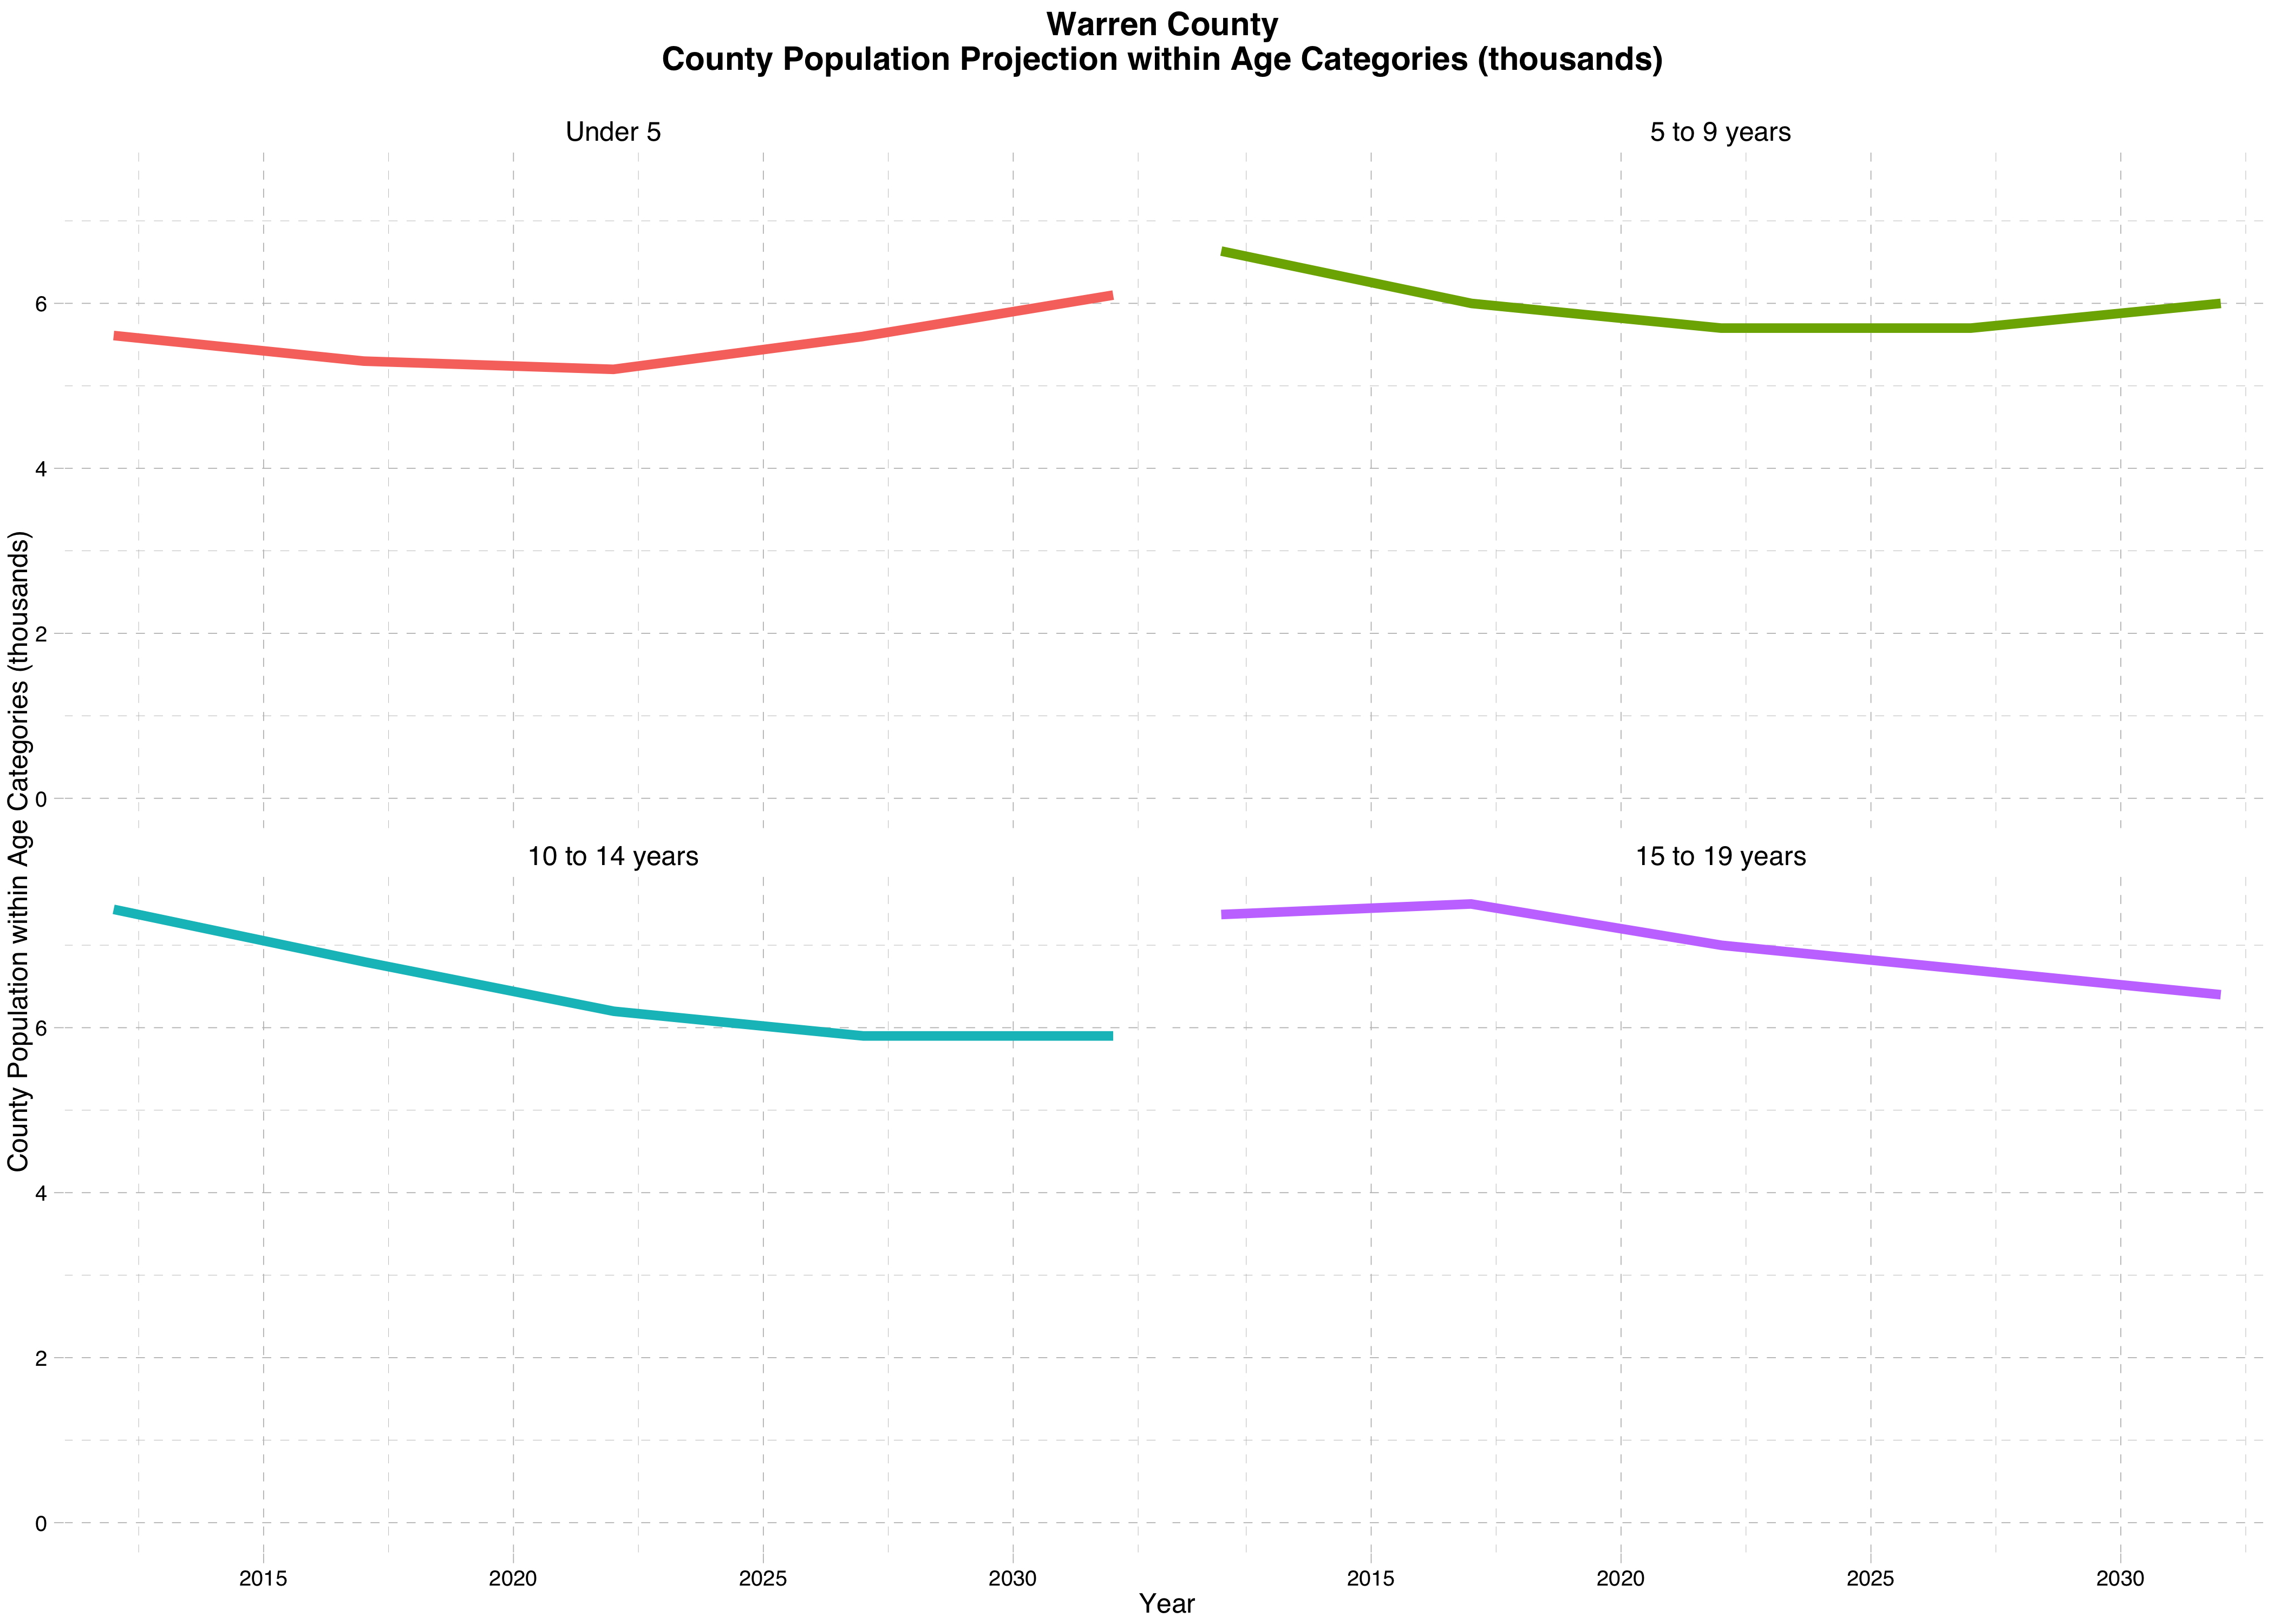 Warren County
County Population Projection within Age Categories (thousands)
Under 5
5 to 9 years
6
4
2
0
10 to 14 years
15 to 19 years
6
4
2
0
County Population within Age Categories (thousands)
2015
2020
2025
2030
2015
2020
2025
2030
Year